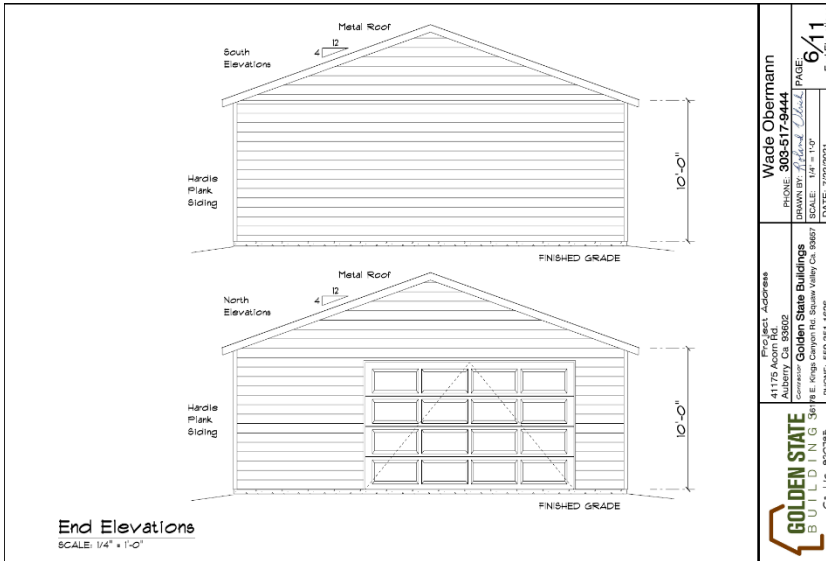 Metal Roof
South
Elevations
12
4
Hardie
Plank
Siding
10'-0"
FINISHED GRADE
Metal Roof
North
Elevations
12
4
Hardie
Plank
Siding
10'-0"
FINISHED GRADE
End Elevations
SCALE: 1/4" = 1'-0"
Wade Obermann
PHONE: 303-517-9444
DRAWN BY: Roland Ulrich
PAGE:
6/11
SCALE: 1/4" = 1'-0"
Project Address
41175 Acorn Rd.
Auberry Ca 93602
Contractor Golden State Buildings
36178 E. Kings Canyon Rd. Squaw Valley Ca. 93657
GOLDEN STATE
BUILDINGS